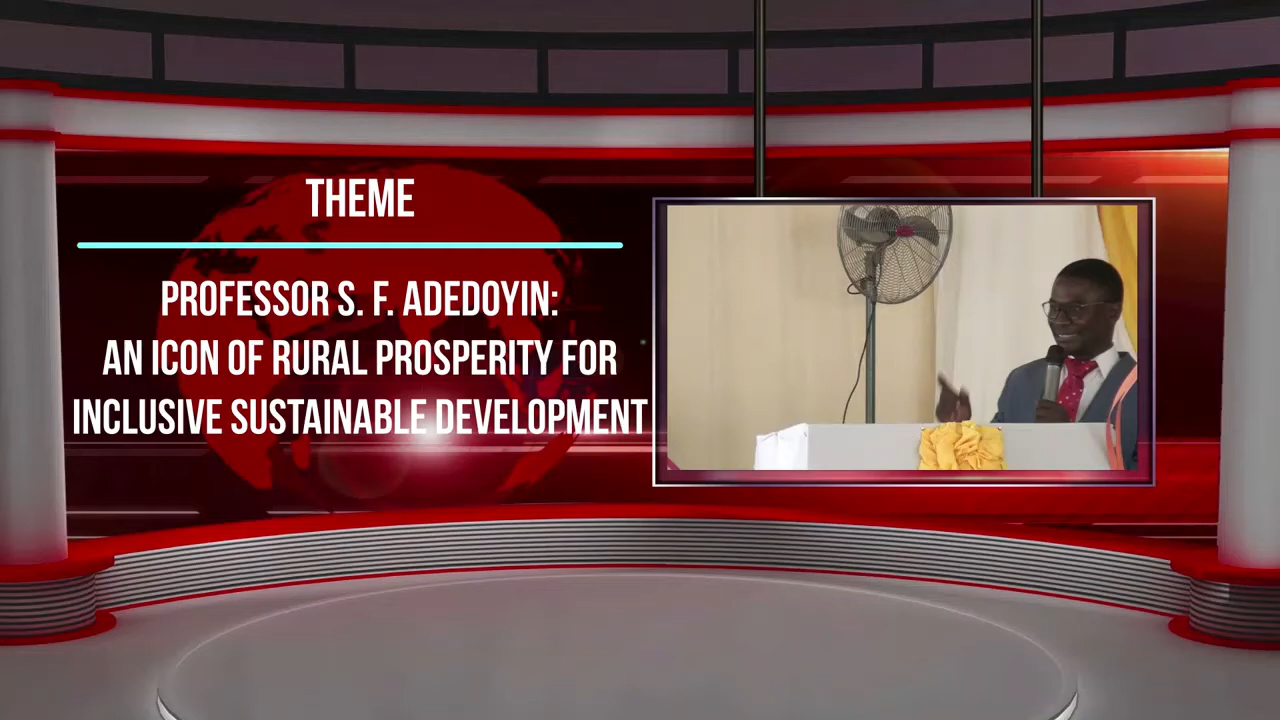 THEME
PROFESSOR S. F. ADEDOYIN:
AN ICON OF RURAL PROSPERITY FOR
INCLUSIVE SUSTAINABLE DEVELOPMENT